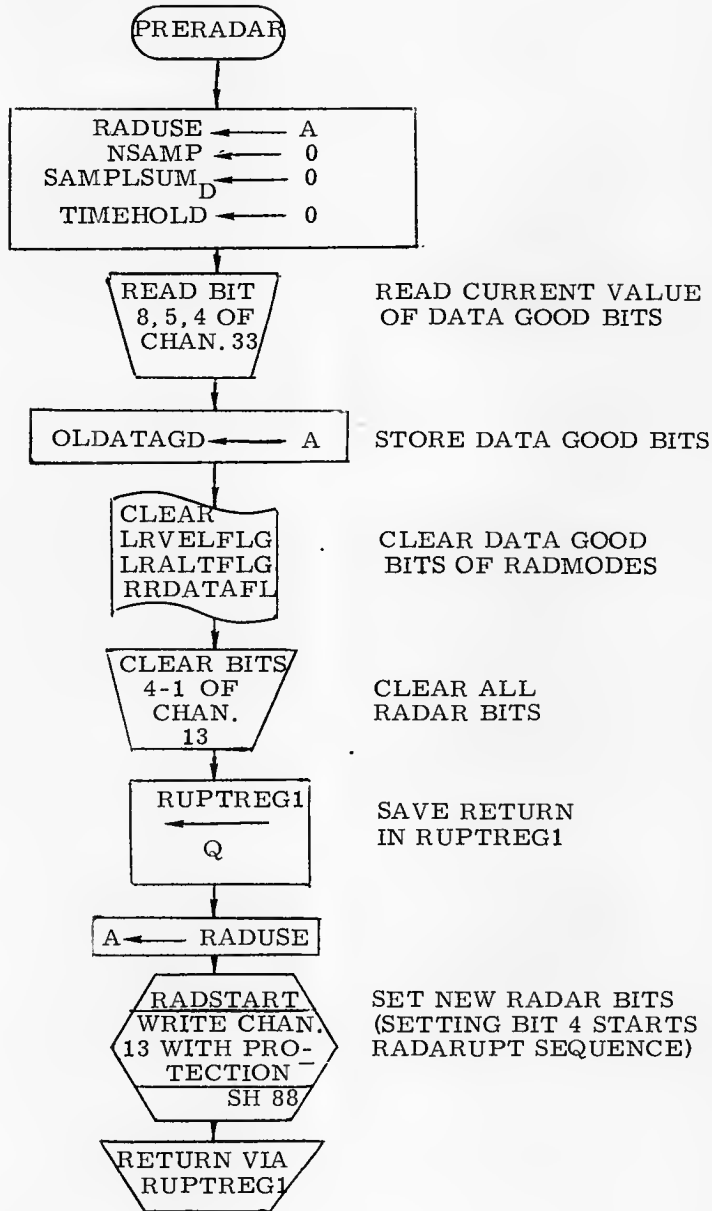 PRERADAR
RADUSE ← A
NSAMP ← 0
SAMPLSUM_D ← 0
TIMEHOLD ← 0
READ BIT
8, 5, 4 OF
CHAN. 33
READ CURRENT VALUE
OF DATA GOOD BITS
OLDATAGD ← A
STORE DATA GOOD BITS
CLEAR
LRVELFLG
LRALTFLG
RRDATAFL
CLEAR DATA GOOD
BITS OF RADMODES
CLEAR BITS
4-1 OF
CHAN.
13
CLEAR ALL
RADAR BITS
RUPTREG1
←
Q
SAVE RETURN
IN RUPTREG1
A ← RADUSE
RADSTART
WRITE CHAN.
13 WITH PRO-
TECTION
SH 88
SET NEW RADAR BITS
(SETTING BIT 4 STARTS
RADARUPT SEQUENCE)
RETURN VIA
RUPTREG1